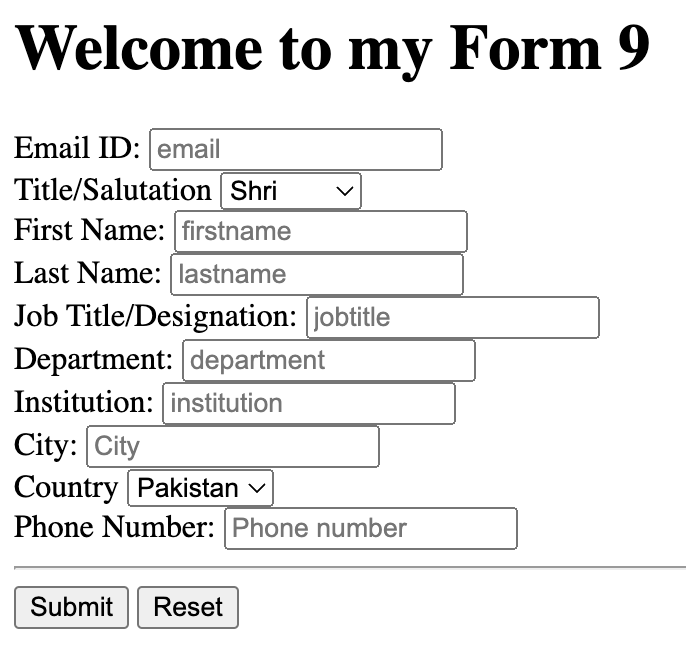 Welcome to my Form 9
Email ID: email
Title/Salutation Shri
First Name: firstname
Last Name: lastname
Job Title/Designation: jobtitle
Department: department
Institution: institution
City: City
Country Pakistan
Phone Number: Phone number
Submit Reset